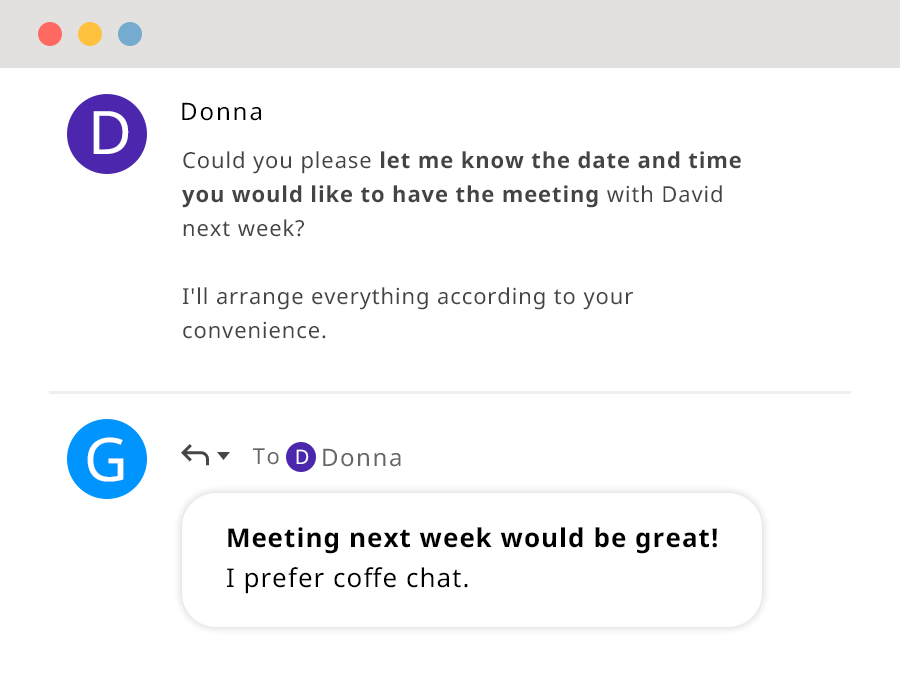 D
Donna
Could you please let me know the date and time
you would like to have the meeting with David
next week?
I'll arrange everything according to your
convenience.
G
To D Donna
Meeting next week would be great!
I prefer coffe chat.